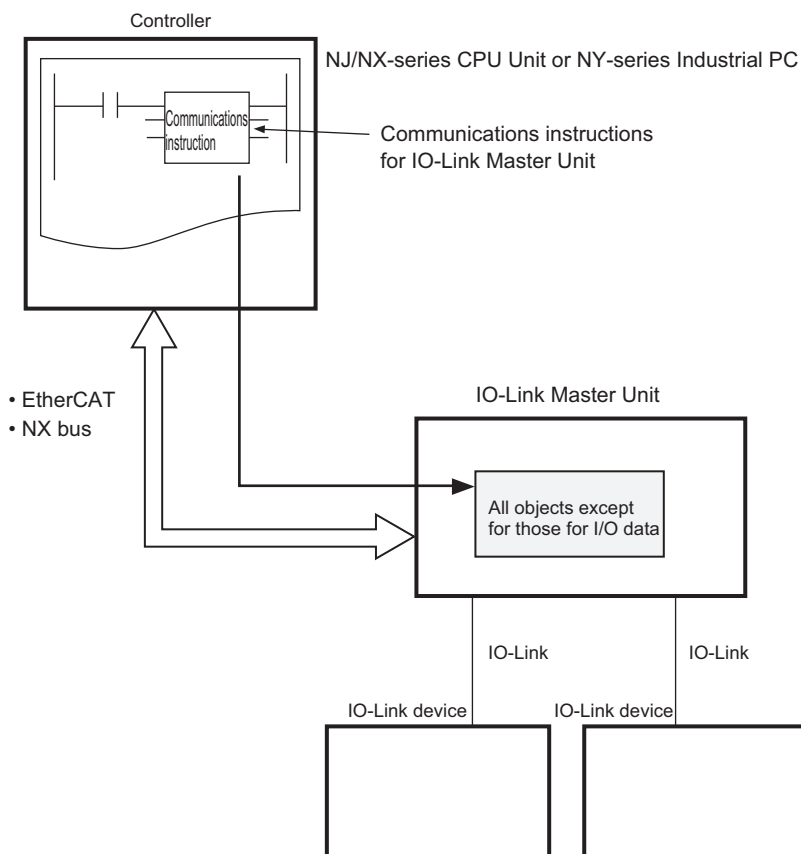 Controller
NJ/NX-series CPU Unit or NY-series Industrial PC
Communications
instruction
Communications instructions
for IO-Link Master Unit
• EtherCAT
• NX bus
IO-Link Master Unit
All objects except
for those for I/O data
IO-Link
IO-Link
IO-Link device
IO-Link device